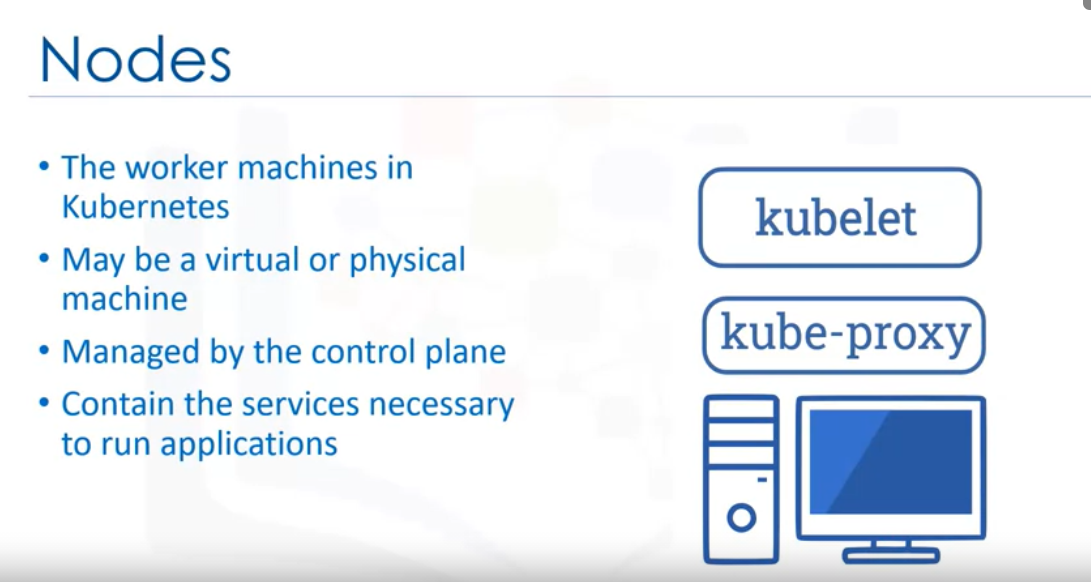 Nodes
• The worker machines in
Kubernetes
• May be a virtual or physical
machine
• Managed by the control plane
• Contain the services necessary
to run applications
kubelet
kube-proxy